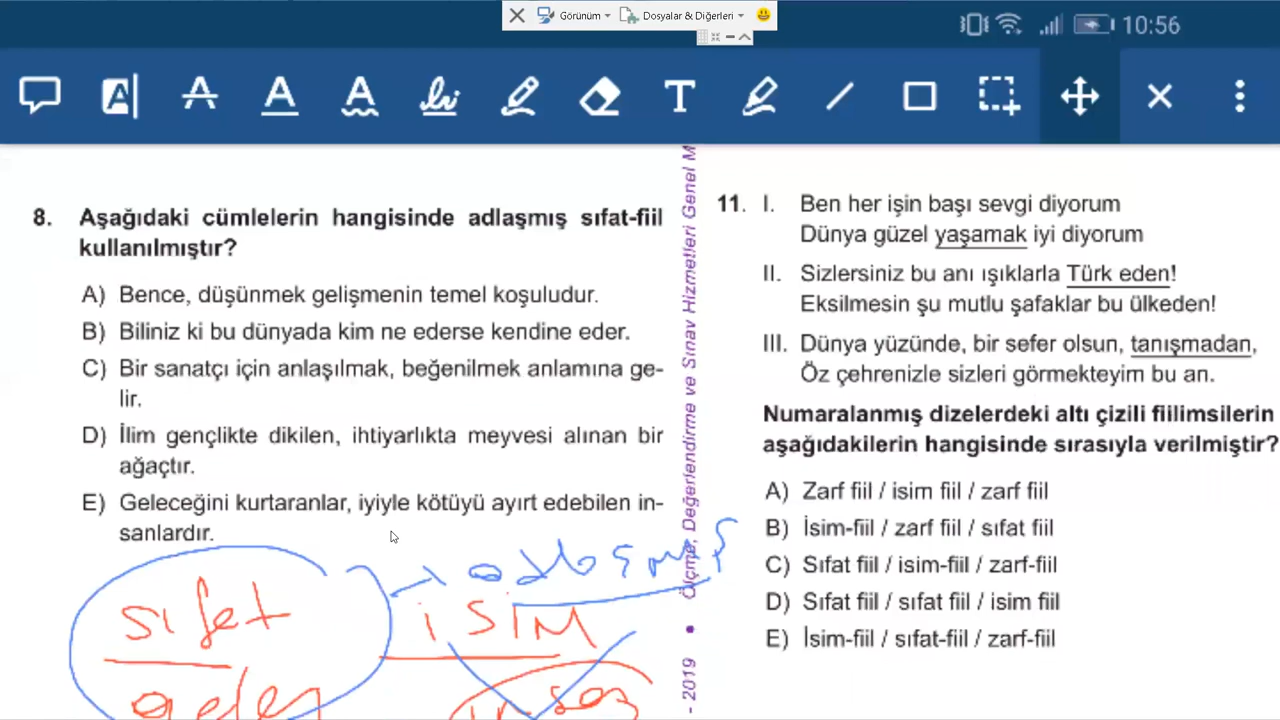 Görünüm
Dosyalar & Diğerleri
10:56
8. Aşağıdaki cümlelerin hangisinde adlaşmış sıfat-fiil
kullanılmıştır?
A) Bence, düşünmek gelişmenin temel koşuludur.
B) Biliniz ki bu dünyada kim ne ederse kendine eder.
C) Bir sanatçı için anlaşılmak, beğenilmek anlamına ge-
lir.
D) İlim gençlikte dikilen, ihtiyarlıkta meyvesi alınan bir
ağaçtır.
E) Geleceğini kurtaranlar, iyiyle kötüyü ayırt edebilen in-
sanlardır.
adlaşmış
sıfat
isim
gelen
insan
- 2019 • Ölçme, Değerlendirme ve Sınav Hizmetleri Genel M
11. I. Ben her işin başı sevgi diyorum
Dünya güzel yaşamak iyi diyorum
II. Sizlersiniz bu anı ışıklarla Türk eden!
Eksilmesin şu mutlu şafaklar bu ülkeden!
III. Dünya yüzünde, bir sefer olsun, tanışmadan,
Öz çehrenizle sizleri görmekteyim bu an.
Numaralanmış dizelerdeki altı çizili fiilimsilerin
aşağıdakilerin hangisinde sırasıyla verilmiştir?
A) Zarf fiil / isim fiil / zarf fiil
B) İsim-fiil / zarf fiil / sıfat fiil
C) Sıfat fiil / isim-fiil / zarf-fiil
D) Sıfat fiil / sıfat fiil / isim fiil
E) İsim-fiil / sıfat-fiil / zarf-fiil